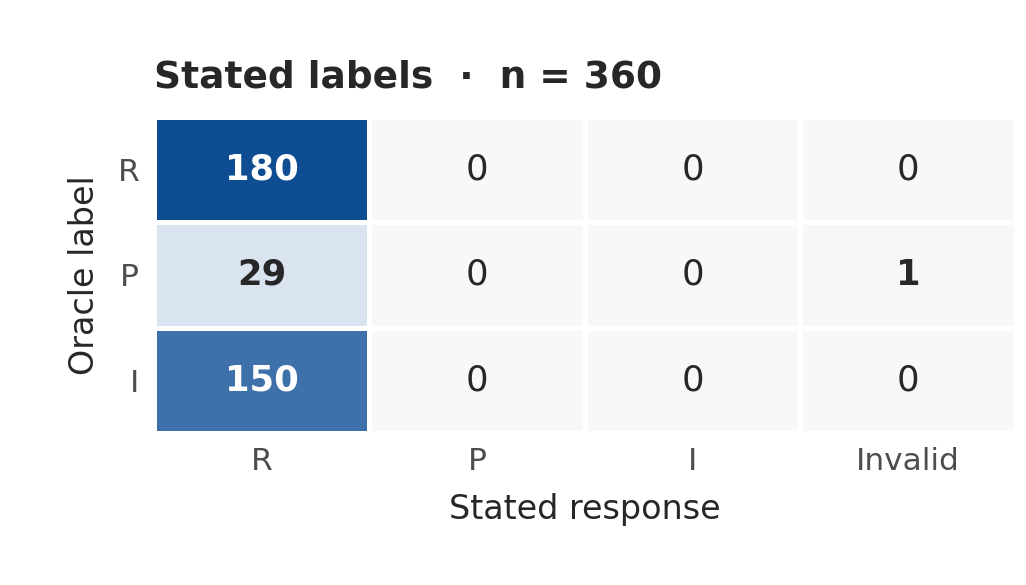 Stated labels · n = 360
Oracle label
R 180 0 0 0
P 29 0 0 1
I 150 0 0 0
R P I Invalid
Stated response